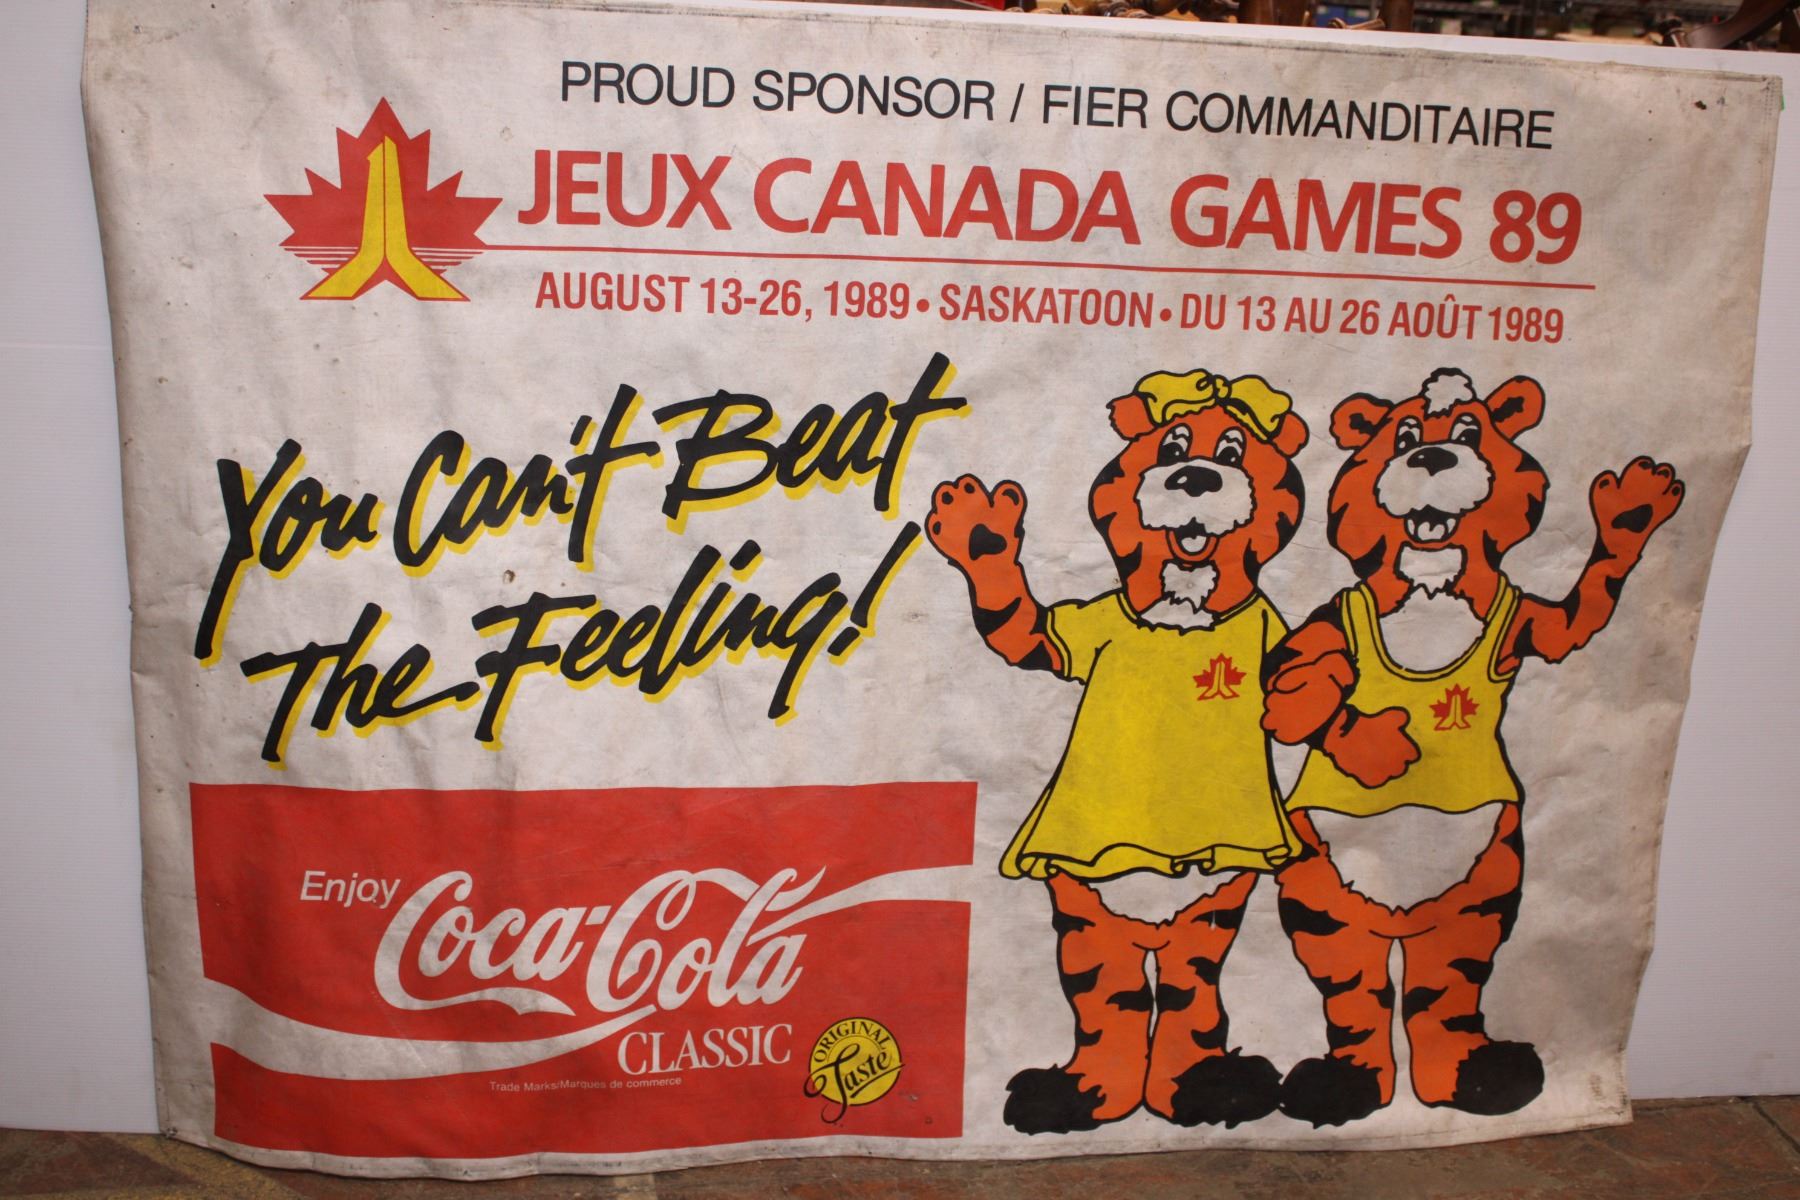 PROUD SPONSOR / FIER COMMANDITAIRE
JEUX CANADA GAMES 89
AUGUST 13-26, 1989 • SASKATOON • DU 13 AU 26 AOÛT 1989
You Can't Beat
The Feeling!
Enjoy
Coca-Cola
CLASSIC
ORIGINAL
Taste
Trade Marks/Marques de commerce